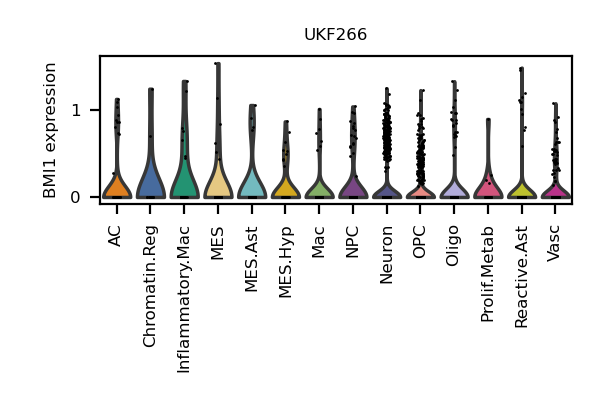 UKF266
BMI1 expression
1
0
AC
Chromatin.Reg
Inflammatory.Mac
MES
MES.Ast
MES.Hyp
Mac
NPC
Neuron
OPC
Oligo
Prolif.Metab
Reactive.Ast
Vasc